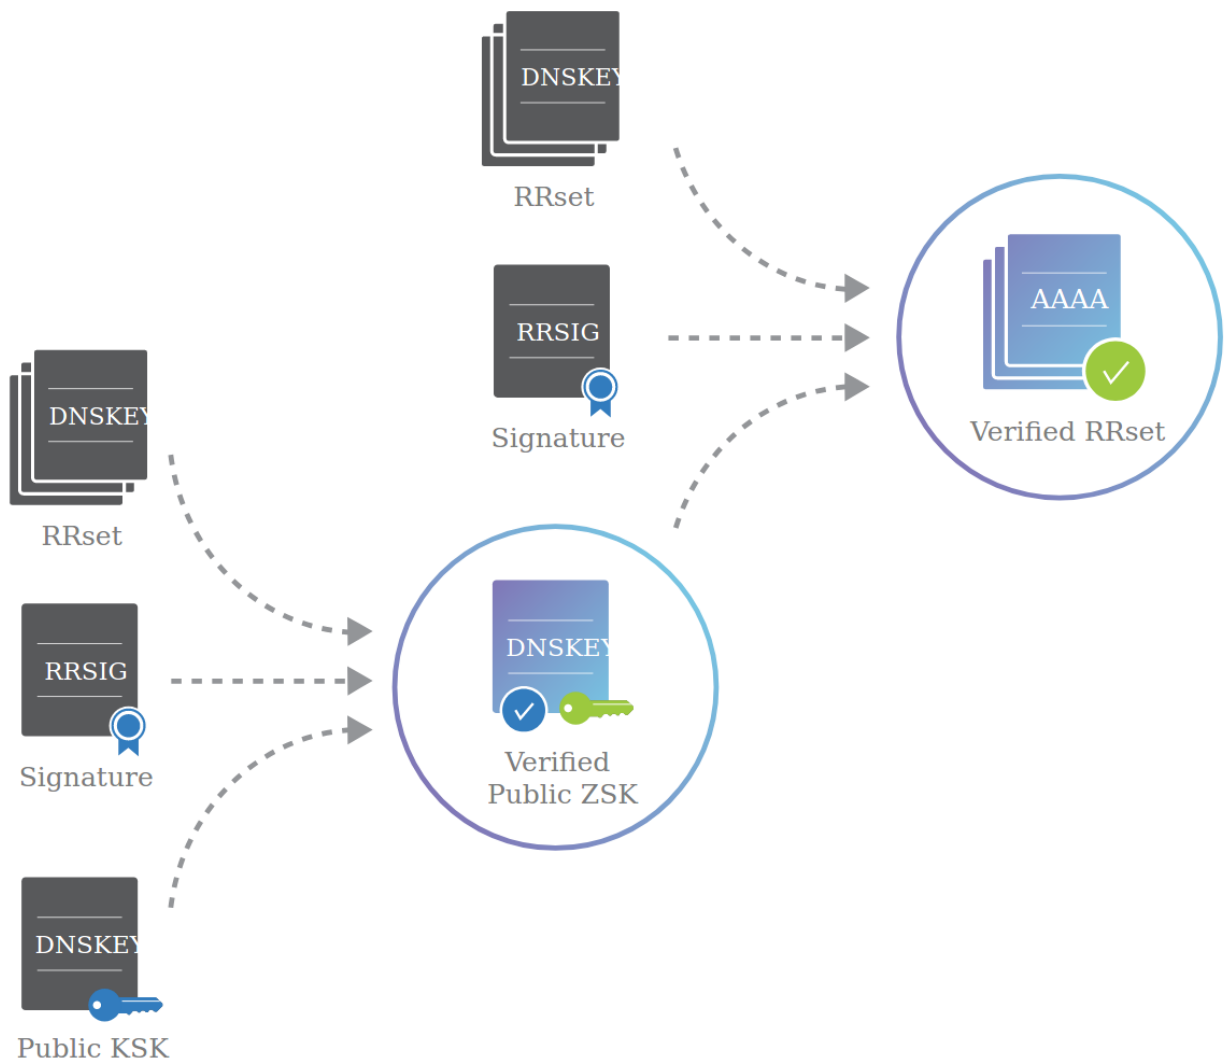 DNSKEY
RRset
RRSIG
Signature
AAAA
Verified RRset
DNSKEY
RRset
RRSIG
Signature
DNSKEY
Verified
Public ZSK
DNSKEY
Public KSK